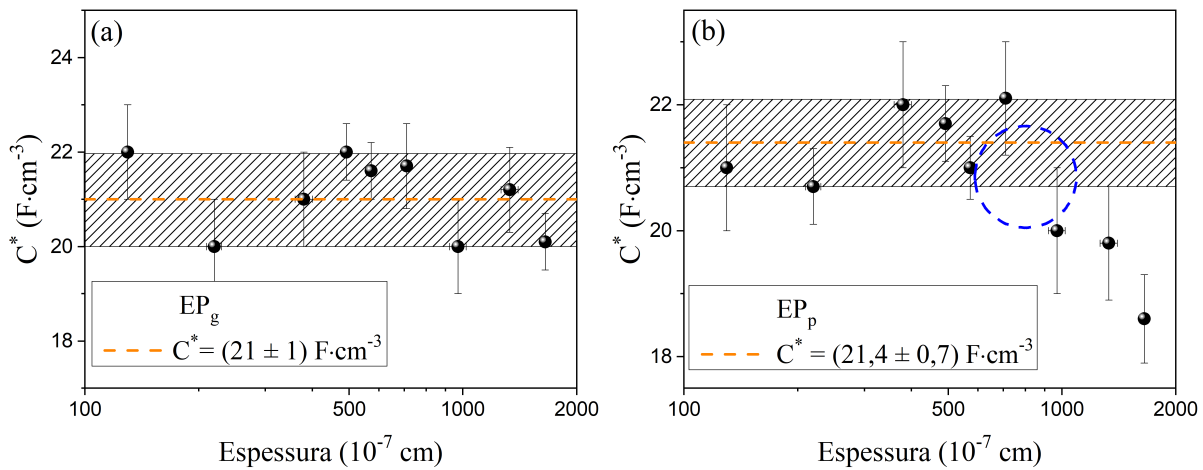 (a)
C* (F·cm-3)
24
22
20
18
EPg
C* = (21 ± 1) F·cm-3
100
500
1000
2000
Espessura (10-7 cm)
(b)
C* (F·cm-3)
22
20
18
EPp
C* = (21,4 ± 0,7) F·cm-3
100
500
1000
2000
Espessura (10-7 cm)